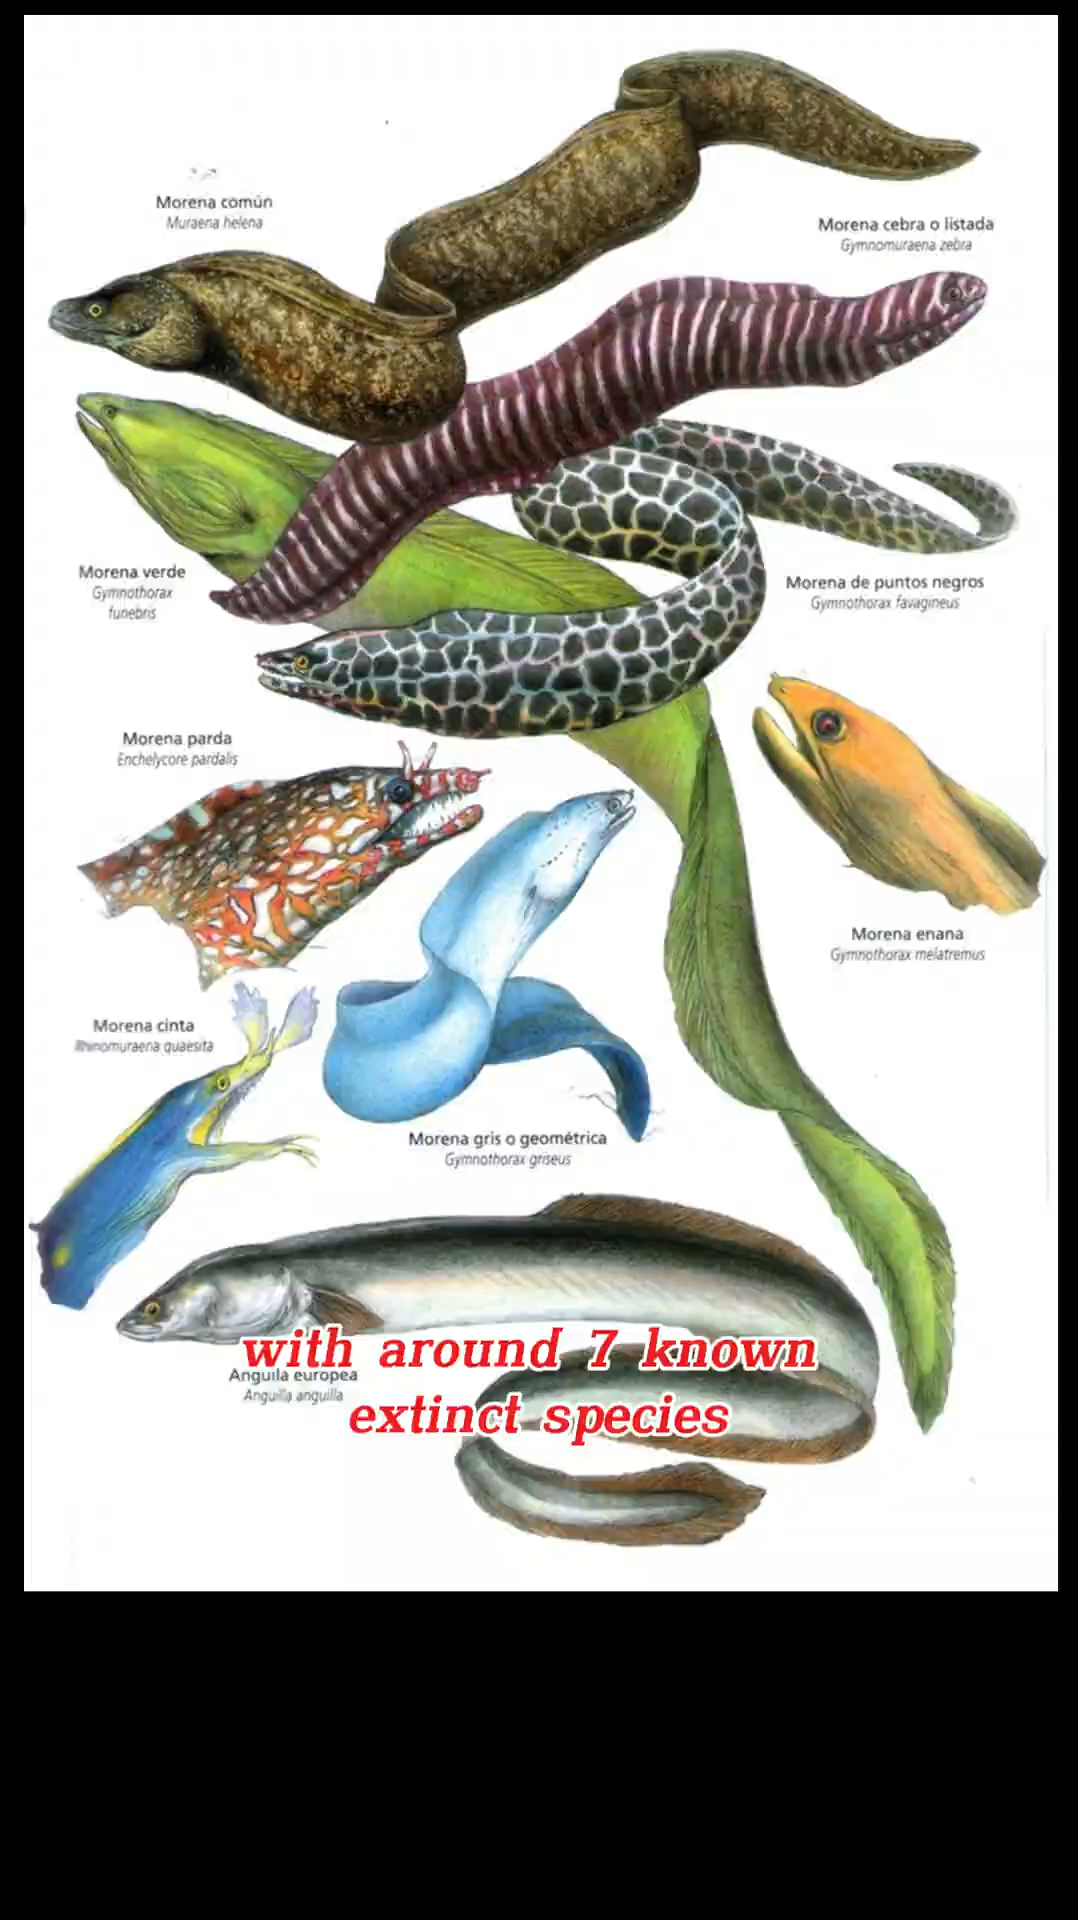 Morena común
Muraena helena
Morena cebra o listada
Gymnomuraena zebra
Morena verde
Gymnothorax
funebris
Morena de puntos negros
Gymnothorax favagineus
Morena parda
Enchelycore pardalis
Morena enana
Gymnothorax melatremus
Morena cinta
Rhinomuraena quaesita
Morena gris o geométrica
Gymnothorax griseus
with around 7 known
Anguila europea
Anguilla anguilla
extinct species